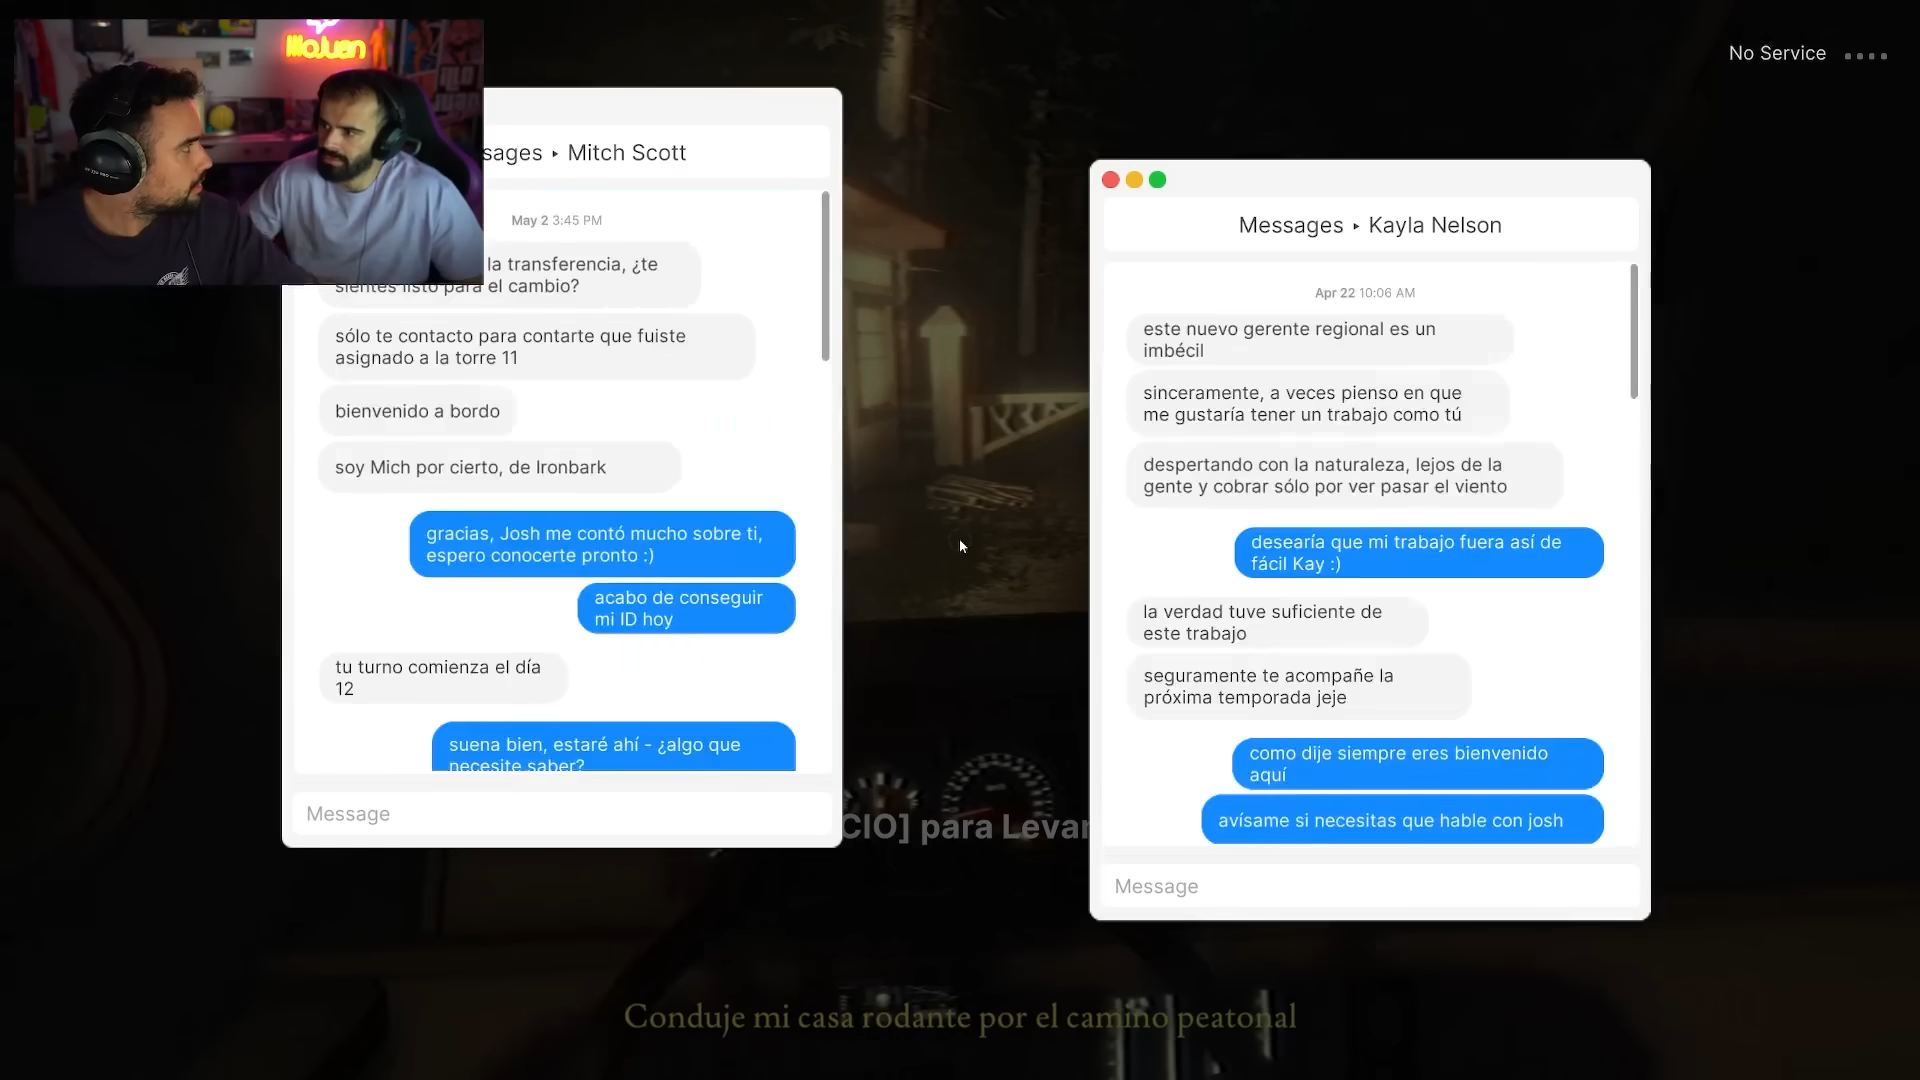 IlloJuan
No Service
sages ▸ Mitch Scott
May 2 3:45 PM
la transferencia, ¿te
sientes listo para el cambio?
sólo te contacto para contarte que fuiste
asignado a la torre 11
bienvenido a bordo
soy Mich por cierto, de Ironbark
gracias, Josh me contó mucho sobre ti,
espero conocerte pronto :)
acabo de conseguir
mi ID hoy
tu turno comienza el día
12
suena bien, estaré ahí - ¿algo que
necesite saber?
Message
Messages ▸ Kayla Nelson
Apr 22 10:06 AM
este nuevo gerente regional es un
imbécil
sinceramente, a veces pienso en que
me gustaría tener un trabajo como tú
despertando con la naturaleza, lejos de la
gente y cobrar sólo por ver pasar el viento
desearía que mi trabajo fuera así de
fácil Kay :)
la verdad tuve suficiente de
este trabajo
seguramente te acompañe la
próxima temporada jeje
como dije siempre eres bienvenido
aquí
avísame si necesitas que hable con josh
Message
CIO] para Levan
Conduje mi casa rodante por el camino peatonal